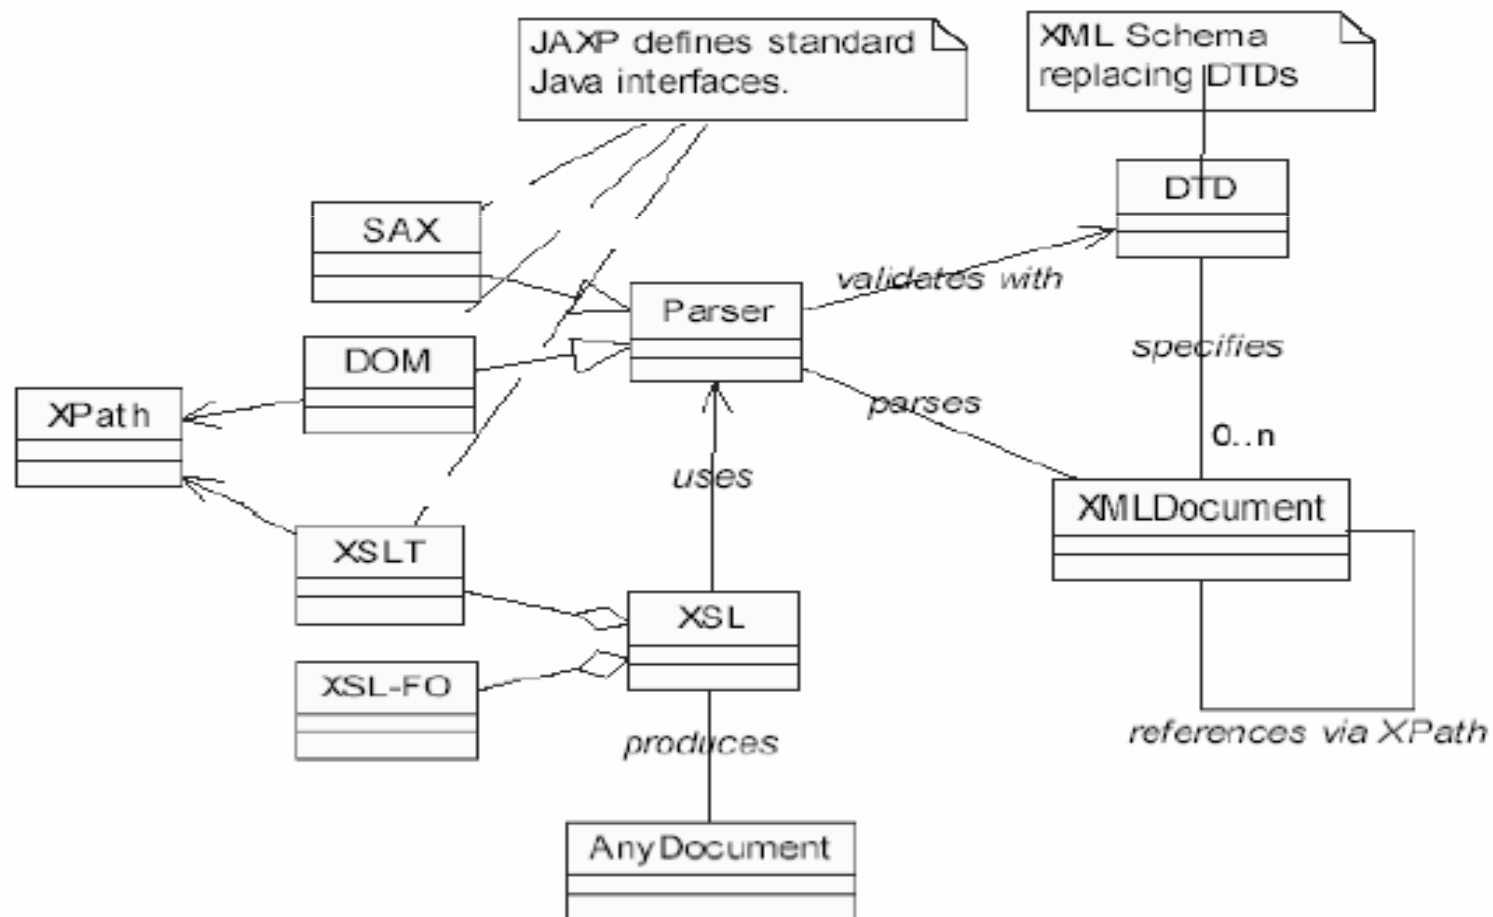 JAXP defines standard
Java interfaces.
XML Schema
replacing DTDs
DTD
SAX
validates with
Parser
specifies
DOM
XPath
parses
0..n
uses
XMLDocument
XSLT
XSL
XSL-FO
references via XPath
produces
AnyDocument